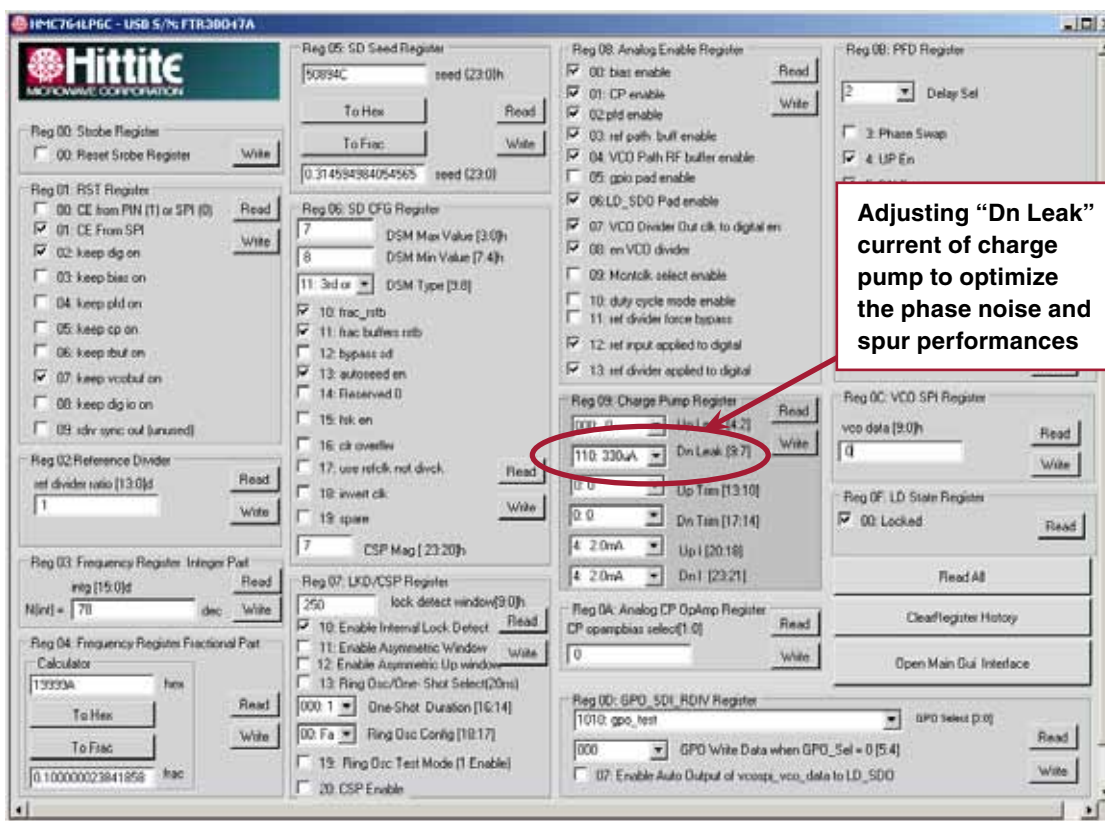 HMC764LP6C - USB S/N: FTR3B047A
Hittite
MICROWAVE CORPORATION
Reg 00: Strobe Register
00: Reset Srobe Register
Write
Reg 01: RST Register
00: CE from PIN (1) or SPI (0)
Read
01: CE From SPI
Write
02: keep dig on
03: keep bias on
04: keep pfd on
05: keep cp on
06: keep rbuf on
07: keep vcobuf on
08: keep dig io on
09: rdiv sync out (unused)
Reg 02:Reference Divider
ref divider ratio [13:0]d
Read
1
Write
Reg 03: Frequency Register Integer Part
intg [15:0]d
Read
N(int) = 78 dec
Write
Reg 04: Frequency Register Fractional Part
Calculator
19999A hex
To Hex
Read
To Frac
Write
0.100000023841858 frac
Reg 05: SD Seed Register
50894C seed (23:0)h
To Hex
Read
To Frac
Write
0.314594984054565 seed (23:0)
Reg 06: SD CFG Register
7 DSM Max Value [3:0]h
8 DSM Min Value [7:4]h
11: 3rd or DSM Type [9:8]
10: frac_rstb
11: frac buffers rstb
12: bypass sd
13: autoseed en
14: Reserved 0
15: hsk en
16: clr overflw
17: use refclk not divck
Read
18: invert clk
Write
19: spare
7 CSP Mag [ 23:20]h
Reg 07: LKD/CSP Register
250 lock detect window[9:0]h
10: Enable Internal Lock Detect
Read
11: Enable Asymmetric Window
Write
12: Enable Asymmetric Up window
13: Ring Osc/One- Shot Select(20ns)
000: 1 One-Shot Duration [16:14]
00: Fa Ring Osc Config [18:17]
19: Ring Osc Test Mode (1 Enable)
20: CSP Enable
Reg 08: Analog Enable Register
00: bias enable
Read
01: CP enable
Write
02:pfd enable
03: ref path buff enable
04: VCO Path RF buffer enable
05: gpio pad enable
06:LD_SDO Pad enable
07: VCO Divider Out clk to digital en
08: en VCO divider
09: Montclk select enable
10: duty cycle mode enable
11: ref divider force bypass
12: ref input applied to digital
13: ref divider applied to digital
Reg 09: Charge Pump Register
Read
110: 330uA Dn Leak [9:7]
Write
0: 0 Up Trim [13:10]
0: 0 Dn Trim [17:14]
4: 2.0mA Up I [20:18]
4: 2.0mA Dn I [23:21]
Reg 0A: Analog CP OpAmp Register
CP opampbias select[1:0]
Read
0
Write
Reg 0B: PFD Register
2 Delay Sel
3: Phase Swap
4: UP En
Adjusting “Dn Leak”
current of charge
pump to optimize
the phase noise and
spur performances
Reg 0C: VCO SPI Register
vco data [9:0]h
Read
0
Write
Reg 0F: LD State Register
00: Locked
Read
Read All
ClearRegister History
Open Main Gui Interface
Reg 0D: GPO_SDI_RDIV Register
1010: gpo_test GPO Select [3:0]
Read
000 GPO Write Data when GPO_Sel = 0 [5:4]
Write
07: Enable Auto Output of vcospi_vco_data to LD_SDO